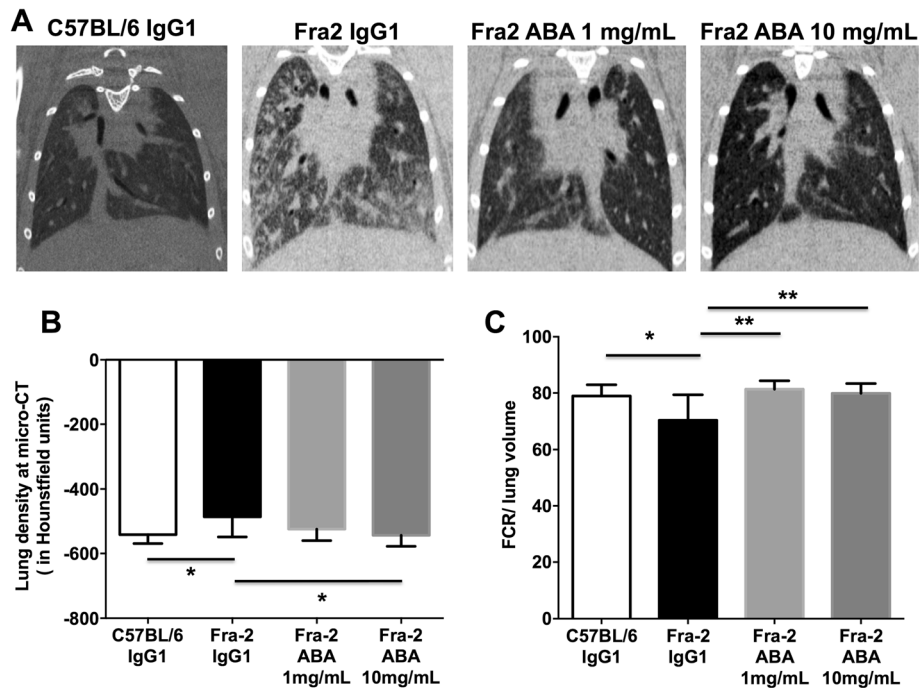 A
C57BL/6 IgG1
Fra2 IgG1
Fra2 ABA 1 mg/mL
Fra2 ABA 10 mg/mL
B
Lung density at micro-CT
( in Hounstfield units)
0
-200
-400
-600
-800
*
*
C57BL/6
IgG1
Fra-2
IgG1
Fra-2
ABA
1mg/mL
Fra-2
ABA
10mg/mL
C
FCR/ lung volume
100
80
60
40
20
0
*
**
**
C57BL/6
IgG1
Fra-2
IgG1
Fra-2
ABA
1mg/mL
Fra-2
ABA
10mg/mL